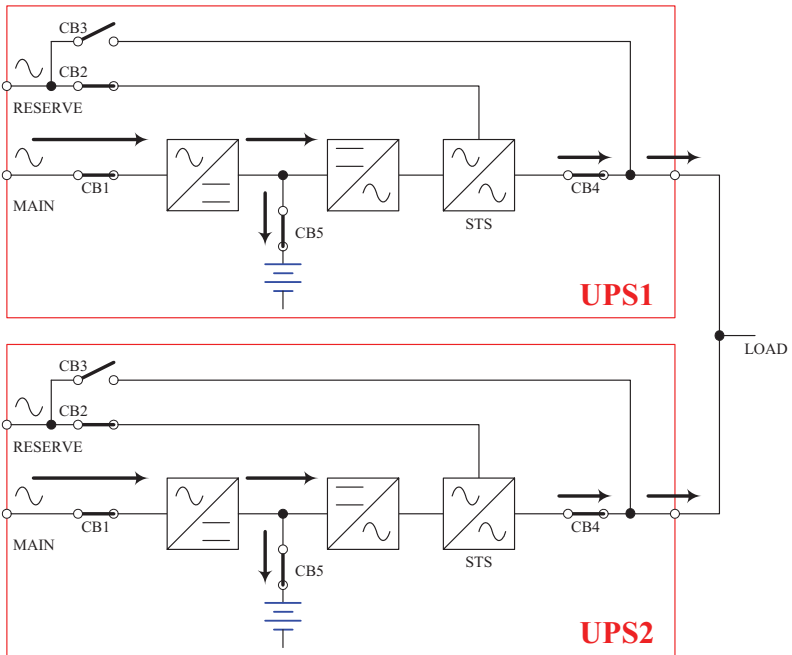 CB3
CB2
RESERVE
MAIN
CB1
CB5
STS
CB4
UPS1
LOAD
CB3
CB2
RESERVE
MAIN
CB1
CB5
STS
CB4
UPS2